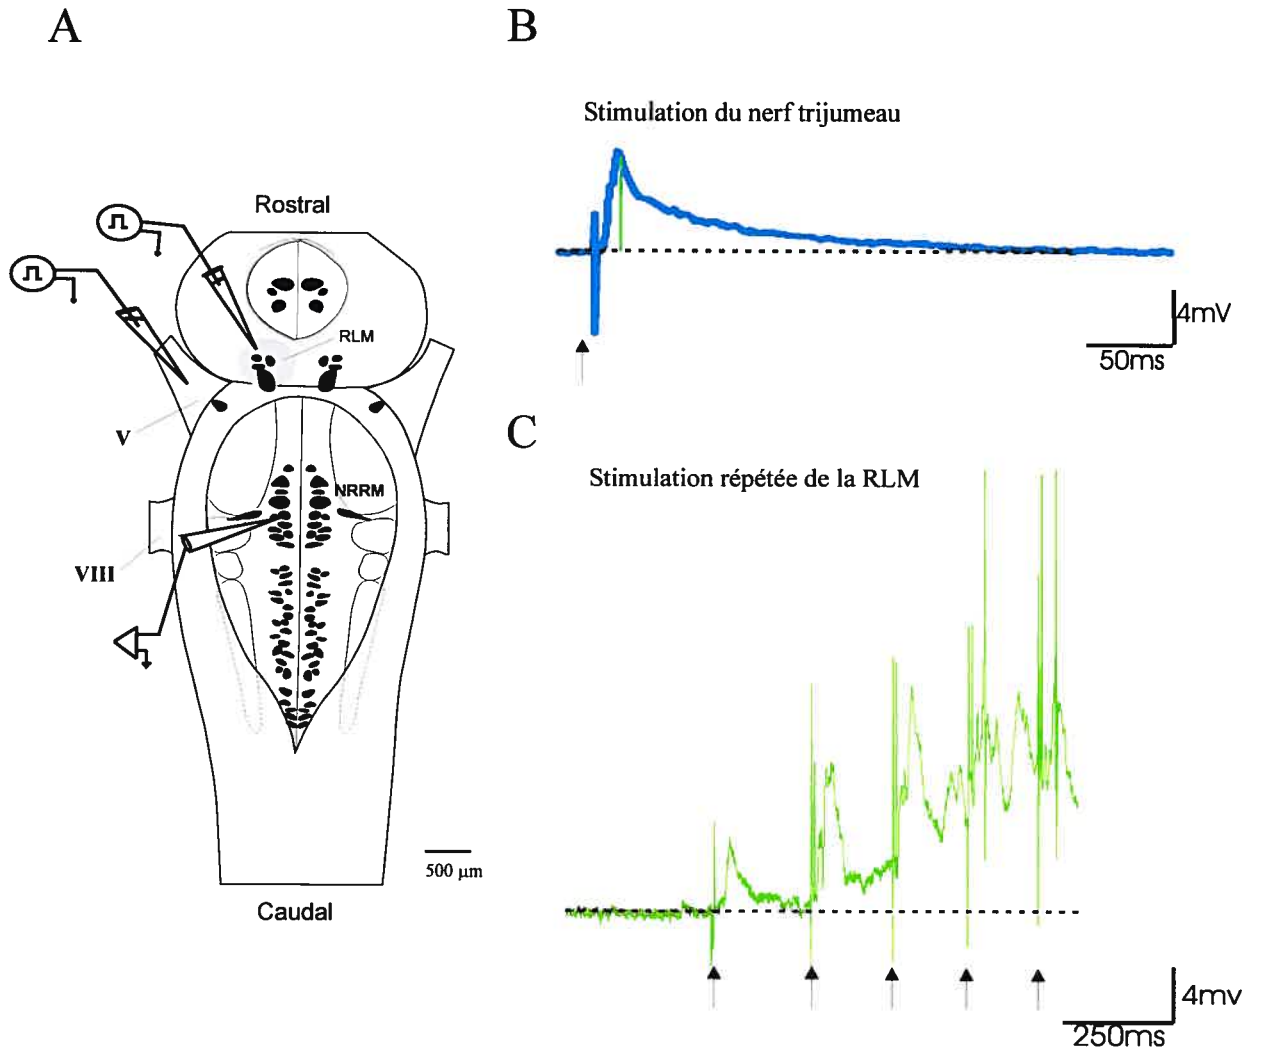 A
Rostral
RLM
V
NRRM
VIII
500 µm
Caudal
B
Stimulation du nerf trijumeau
4mV
50ms
C
Stimulation répétée de la RLM
4mv
250ms